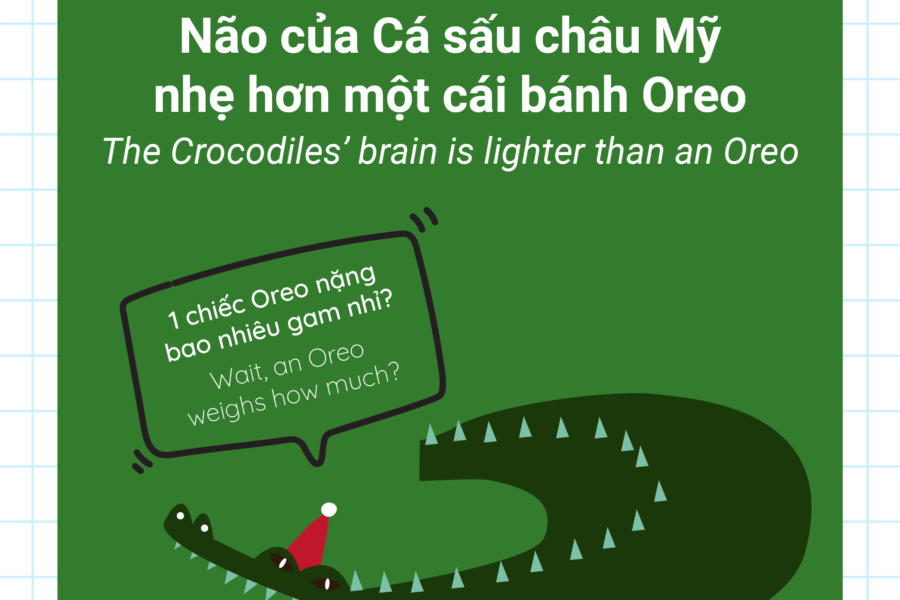 Não của Cá sấu châu Mỹ
nhẹ hơn một cái bánh Oreo
The Crocodiles’ brain is lighter than an Oreo
1 chiếc Oreo nặng
bao nhiêu gam nhỉ?
Wait, an Oreo
weighs how much?